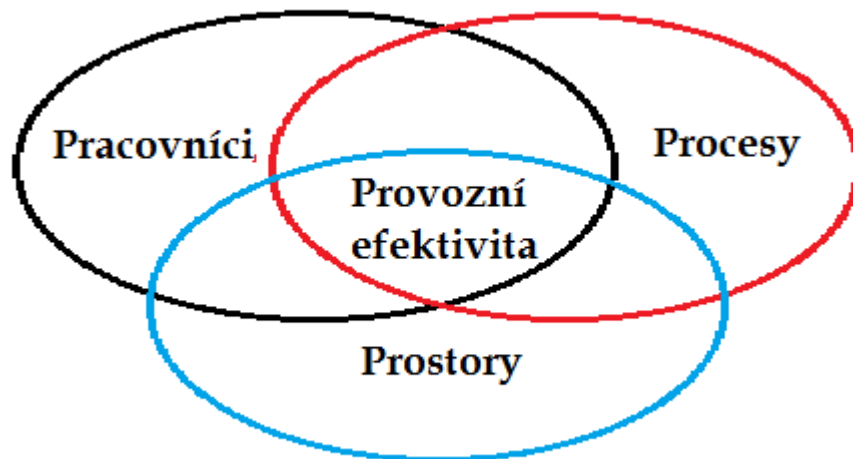 Pracovníci
Procesy
Provozní
efektivita
Prostory